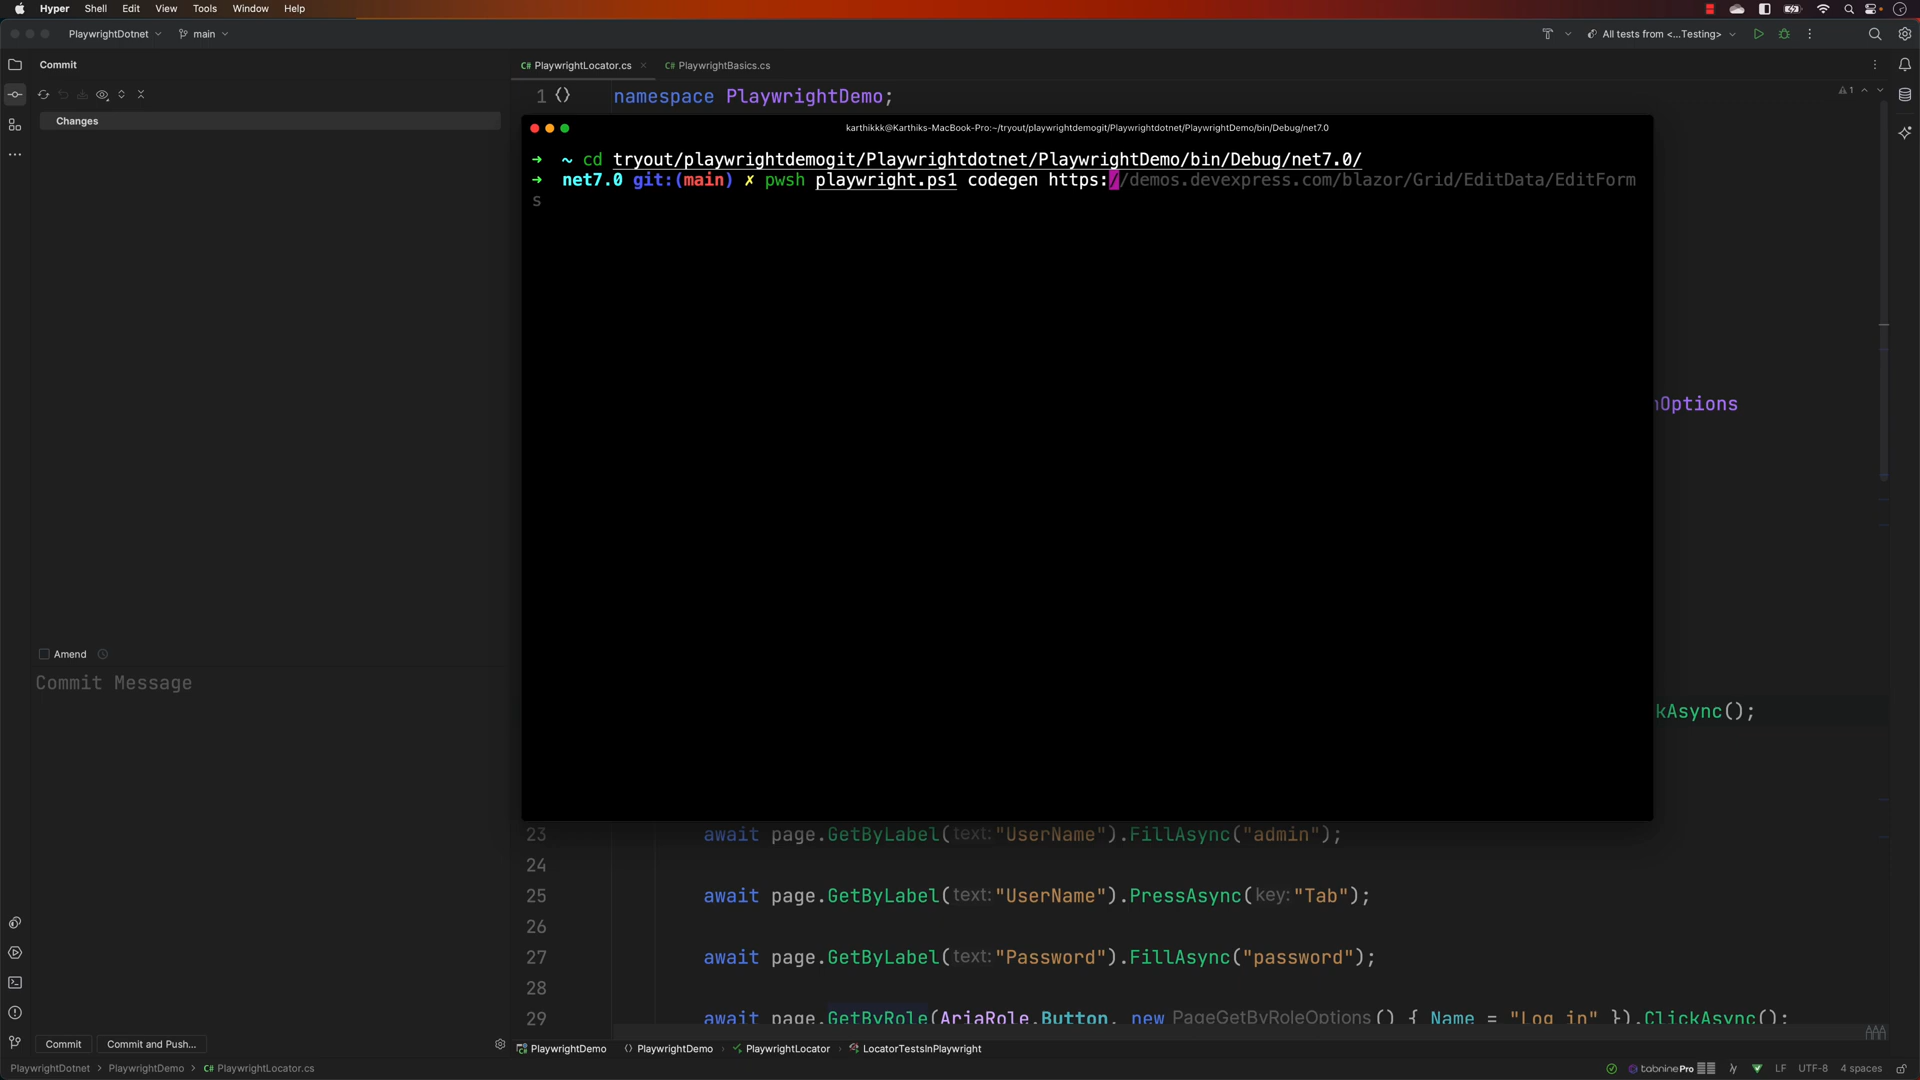 Hyper Shell Edit View Tools Window Help
PlaywrightDotnet main All tests from <...Testing>
Commit
C# PlaywrightLocator.cs C# PlaywrightBasics.cs
1 namespace PlaywrightDemo; 1
Changes
karthikkk@Karthiks-MacBook-Pro:~/tryout/playwrightdemogit/Playwrightdotnet/PlaywrightDemo/bin/Debug/net7.0
➜ ~ cd tryout/playwrightdemogit/Playwrightdotnet/PlaywrightDemo/bin/Debug/net7.0/
➜ net7.0 git:(main) ✗ pwsh playwright.ps1 codegen https://demos.devexpress.com/blazor/Grid/EditData/EditForm
s
nOptions
Amend
Commit Message
kAsync();
23 await page.GetByLabel(text:"UserName").FillAsync("admin");
24
25 await page.GetByLabel(text:"UserName").PressAsync(key:"Tab");
26
27 await page.GetByLabel(text:"Password").FillAsync("password");
28
29 await page.GetByRole(AriaRole.Button, new PageGetByRoleOptions() { Name = "Log in" }).ClickAsync();
Commit Commit and Push...
PlaywrightDemo PlaywrightDemo PlaywrightLocator LocatorTestsInPlaywright
PlaywrightDotnet > PlaywrightDemo > C# PlaywrightLocator.cs tabnine Pro LF UTF-8 4 spaces